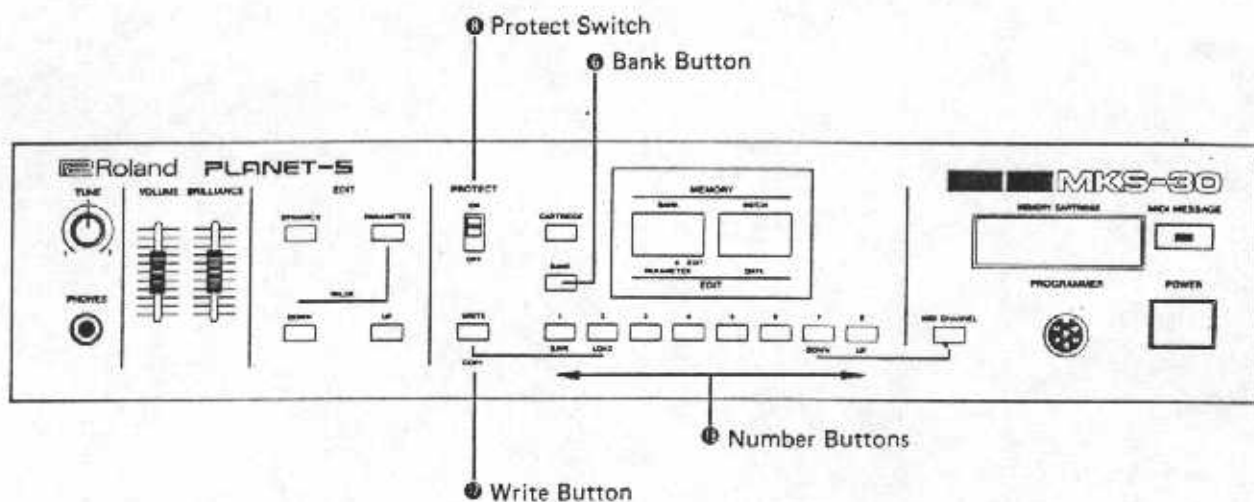 Protect Switch
Bank Button
Roland PLANET-S
MKS-30
TUNE
VOLUME BRILLIANCE
EDIT
DYNAMICS PARAMETER
PROTECT
ON
OFF
CARTRIDGE
BANK
MEMORY
BANK PATCH
EDIT
PARAMETER DATA
EDIT
MEMORY CARTRIDGE
MIDI MESSAGE
PHONES
VALUE
DOWN UP
WRITE
COPY
1 2 3 4 5 6 7 8
SAVE LOAD DOWN UP
MIDI CHANNEL
PROGRAMMER
POWER
Number Buttons
Write Button